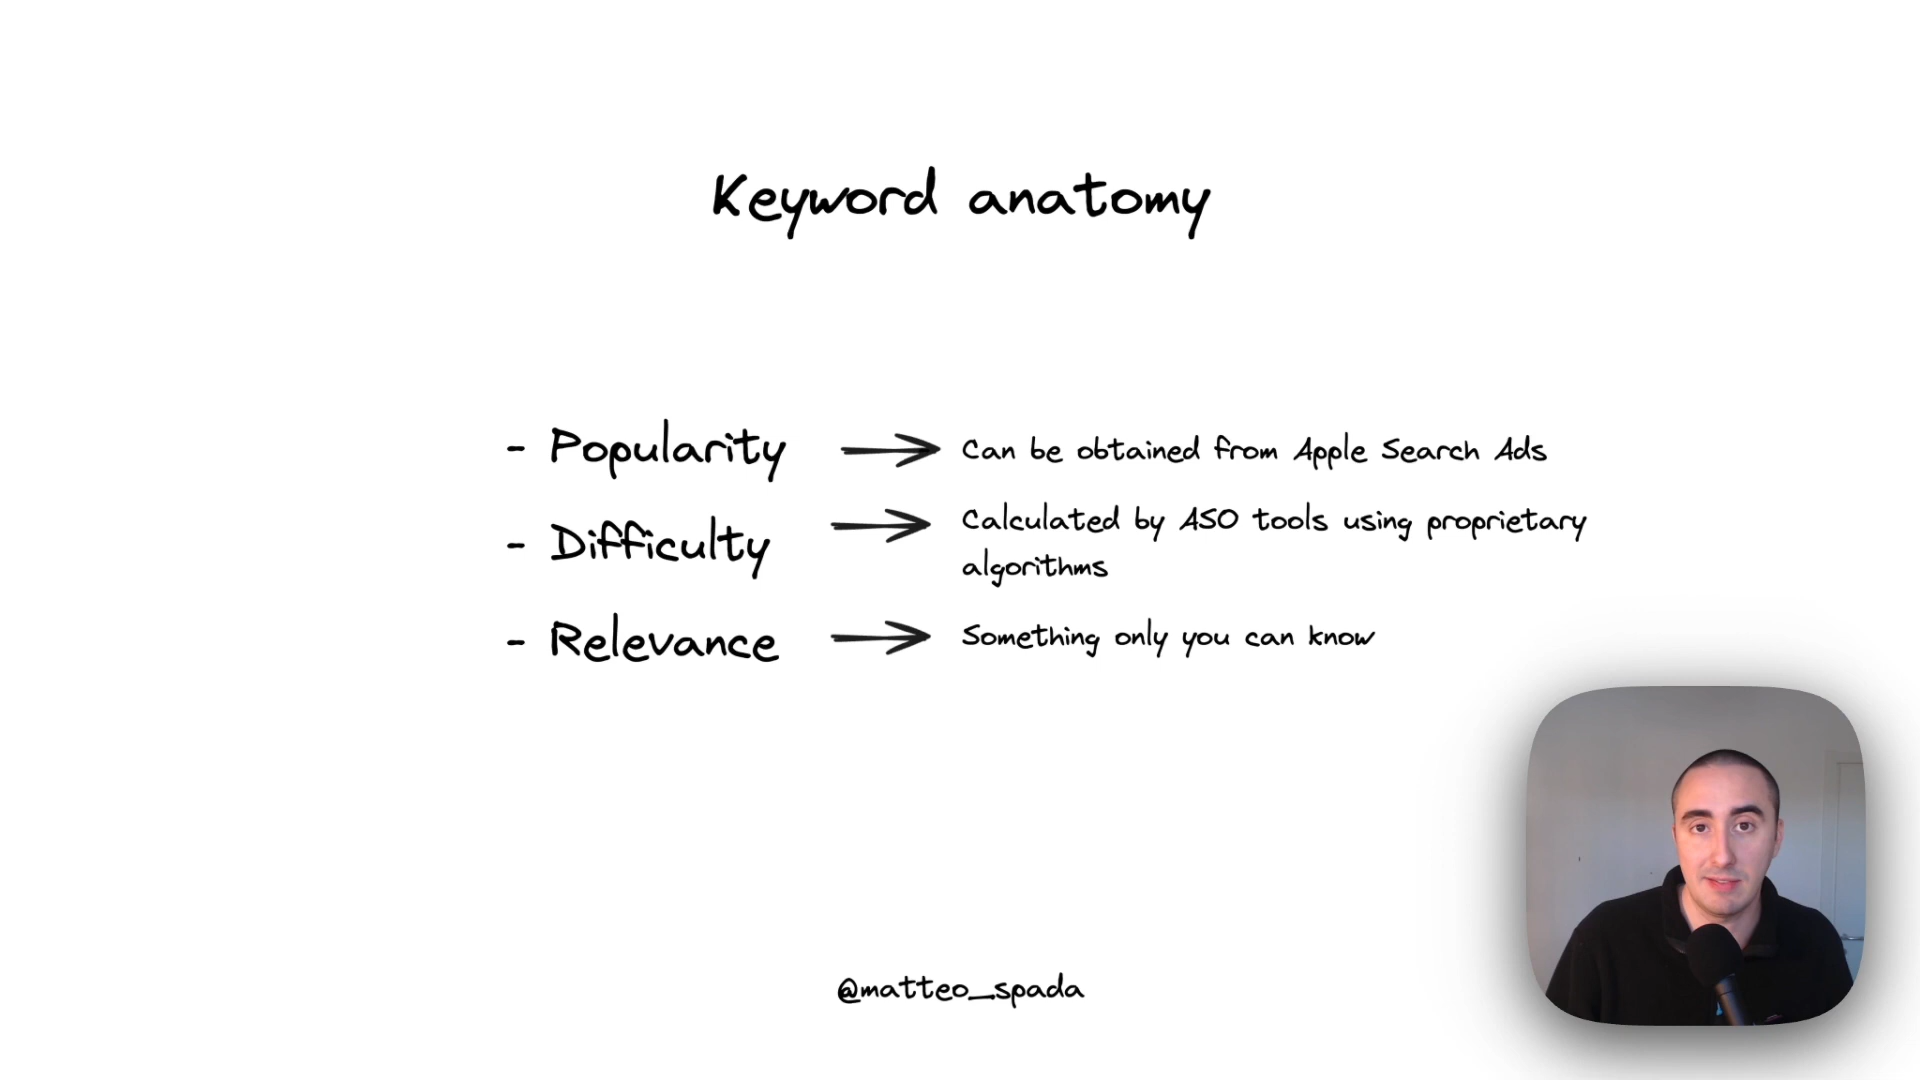 Keyword anatomy
- Popularity
Can be obtained from Apple Search Ads
- Difficulty
Calculated by ASO tools using proprietary
algorithms
- Relevance
Something only you can know
@matteo_spada